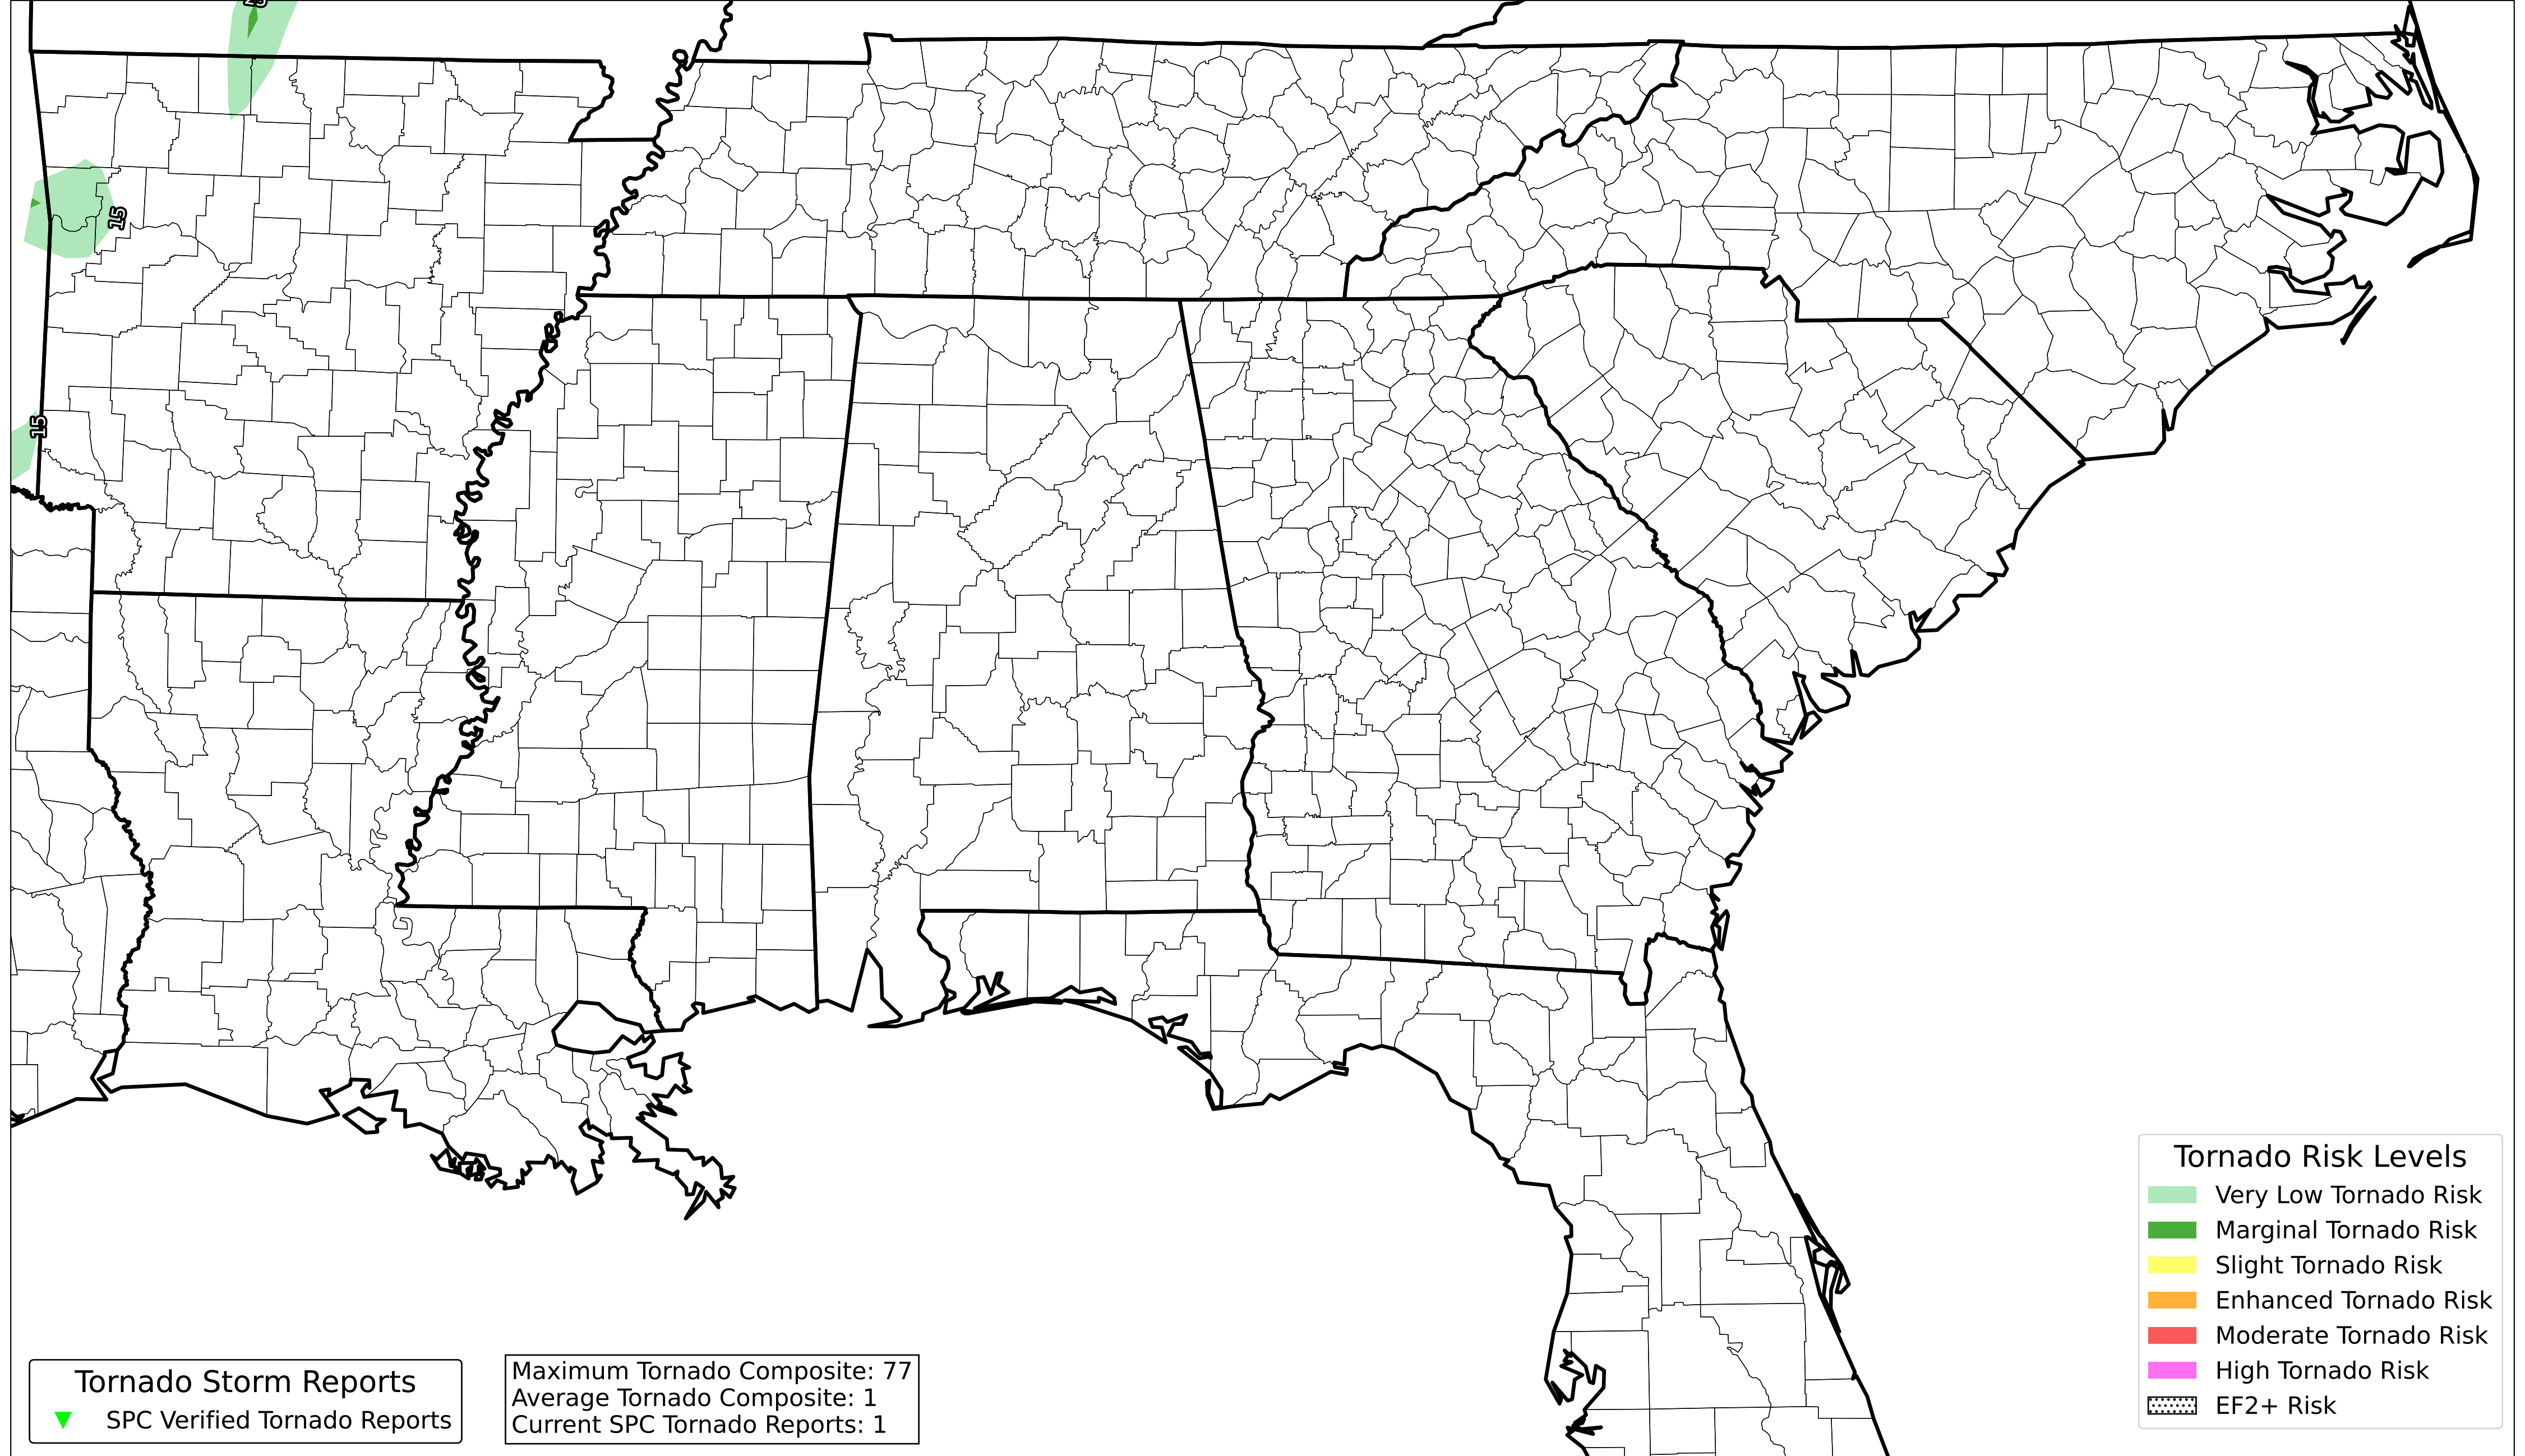 15
15
Tornado Risk Levels
Very Low Tornado Risk
Marginal Tornado Risk
Slight Tornado Risk
Enhanced Tornado Risk
Moderate Tornado Risk
High Tornado Risk
EF2+ Risk
Tornado Storm Reports
SPC Verified Tornado Reports
Maximum Tornado Composite: 77
Average Tornado Composite: 1
Current SPC Tornado Reports: 1